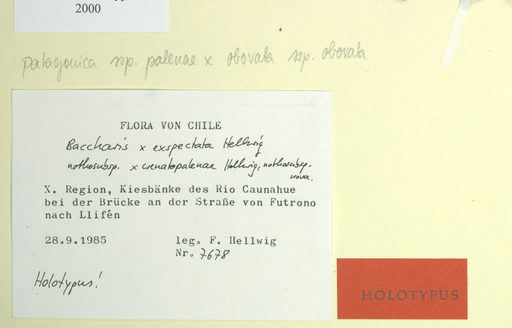 2000
patagonica ssp. palenae x obovata ssp. obovata
FLORA VON CHILE
Baccharis x exspectata Hellwig
nothosubsp. x crenatopalenae Hellwig, nothosubsp.
nova.
X. Region, Kiesbänke des Rio Caunahue
bei der Brücke an der Straße von Futrono
nach Llifén
28.9.1985 leg. F. Hellwig
Nr. 7678
Holotypus!
HOLOTYPUS